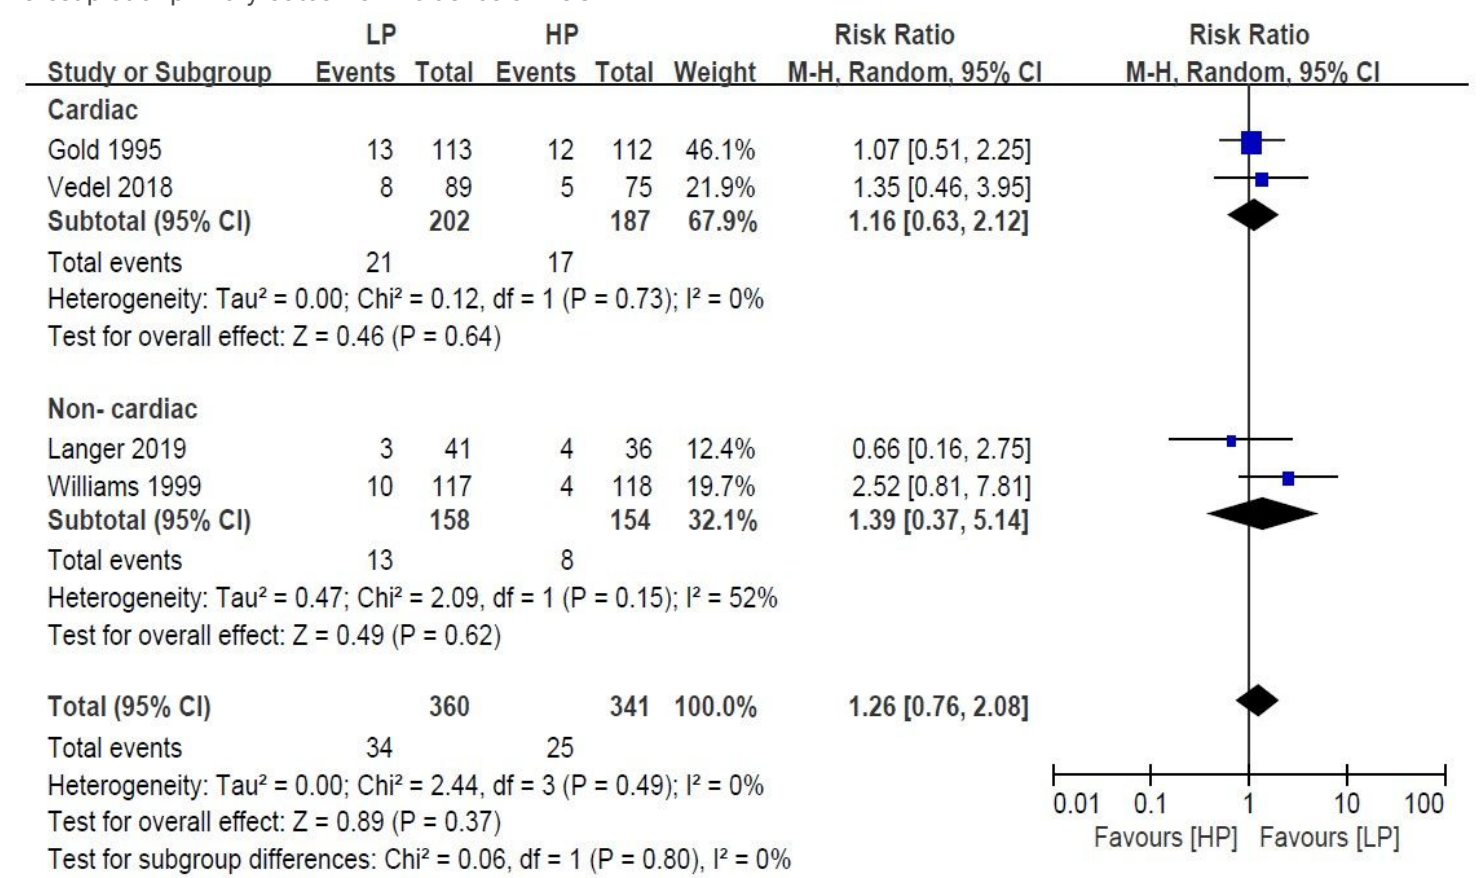 LP HP Risk Ratio Risk Ratio
Study or Subgroup Events Total Events Total Weight M-H, Random, 95% CI M-H, Random, 95% CI
Cardiac
Gold 1995 13 113 12 112 46.1% 1.07 [0.51, 2.25]
Vedel 2018 8 89 5 75 21.9% 1.35 [0.46, 3.95]
Subtotal (95% CI) 202 187 67.9% 1.16 [0.63, 2.12]
Total events 21 17
Heterogeneity: Tau² = 0.00; Chi² = 0.12, df = 1 (P = 0.73); I² = 0%
Test for overall effect: Z = 0.46 (P = 0.64)
Non- cardiac
Langer 2019 3 41 4 36 12.4% 0.66 [0.16, 2.75]
Williams 1999 10 117 4 118 19.7% 2.52 [0.81, 7.81]
Subtotal (95% CI) 158 154 32.1% 1.39 [0.37, 5.14]
Total events 13 8
Heterogeneity: Tau² = 0.47; Chi² = 2.09, df = 1 (P = 0.15); I² = 52%
Test for overall effect: Z = 0.49 (P = 0.62)
Total (95% CI) 360 341 100.0% 1.26 [0.76, 2.08]
Total events 34 25
Heterogeneity: Tau² = 0.00; Chi² = 2.44, df = 3 (P = 0.49); I² = 0%
Test for overall effect: Z = 0.89 (P = 0.37)
Test for subgroup differences: Chi² = 0.06, df = 1 (P = 0.80), I² = 0%
0.01 0.1 1 10 100
Favours [HP] Favours [LP]